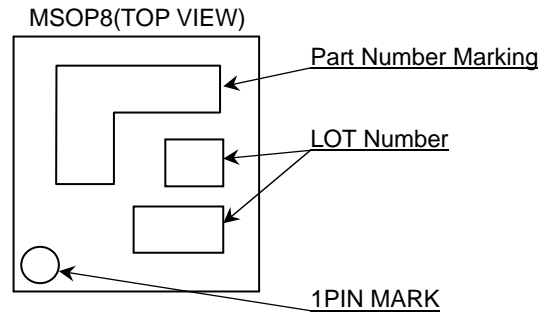 MSOP8(TOP VIEW)
Part Number Marking
LOT Number
1PIN MARK